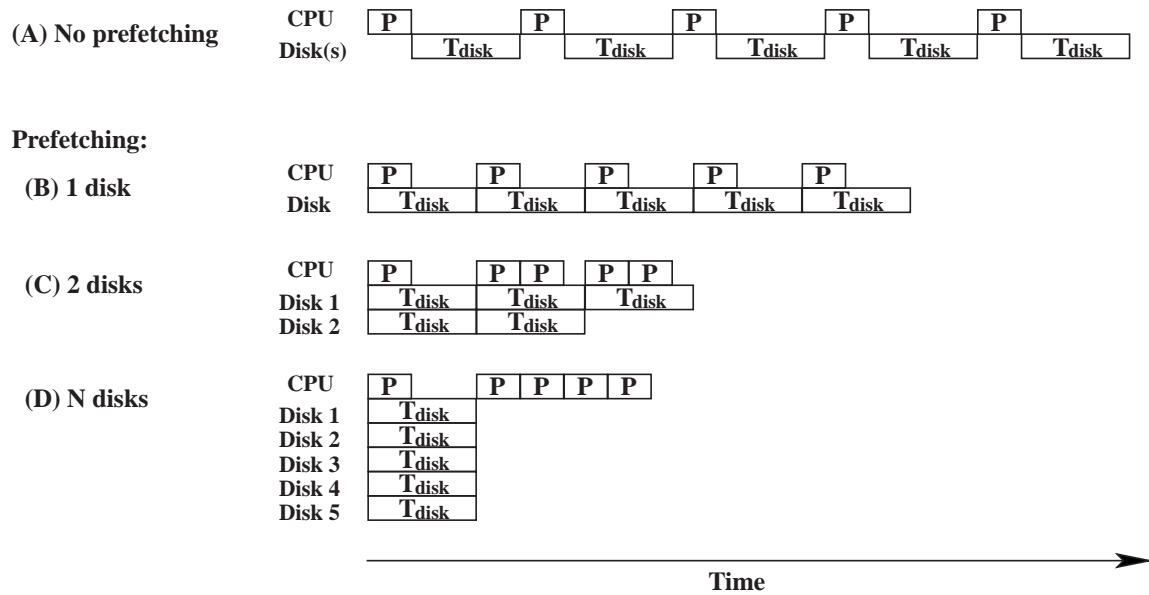 (A) No prefetching
CPU P P P P P
Disk(s) Tdisk Tdisk Tdisk Tdisk Tdisk
Prefetching:
(B) 1 disk
CPU P P P P P
Disk Tdisk Tdisk Tdisk Tdisk Tdisk
(C) 2 disks
CPU P P P P P
Disk 1 Tdisk Tdisk Tdisk
Disk 2 Tdisk Tdisk
(D) N disks
CPU P P P P P
Disk 1 Tdisk
Disk 2 Tdisk
Disk 3 Tdisk
Disk 4 Tdisk
Disk 5 Tdisk
Time